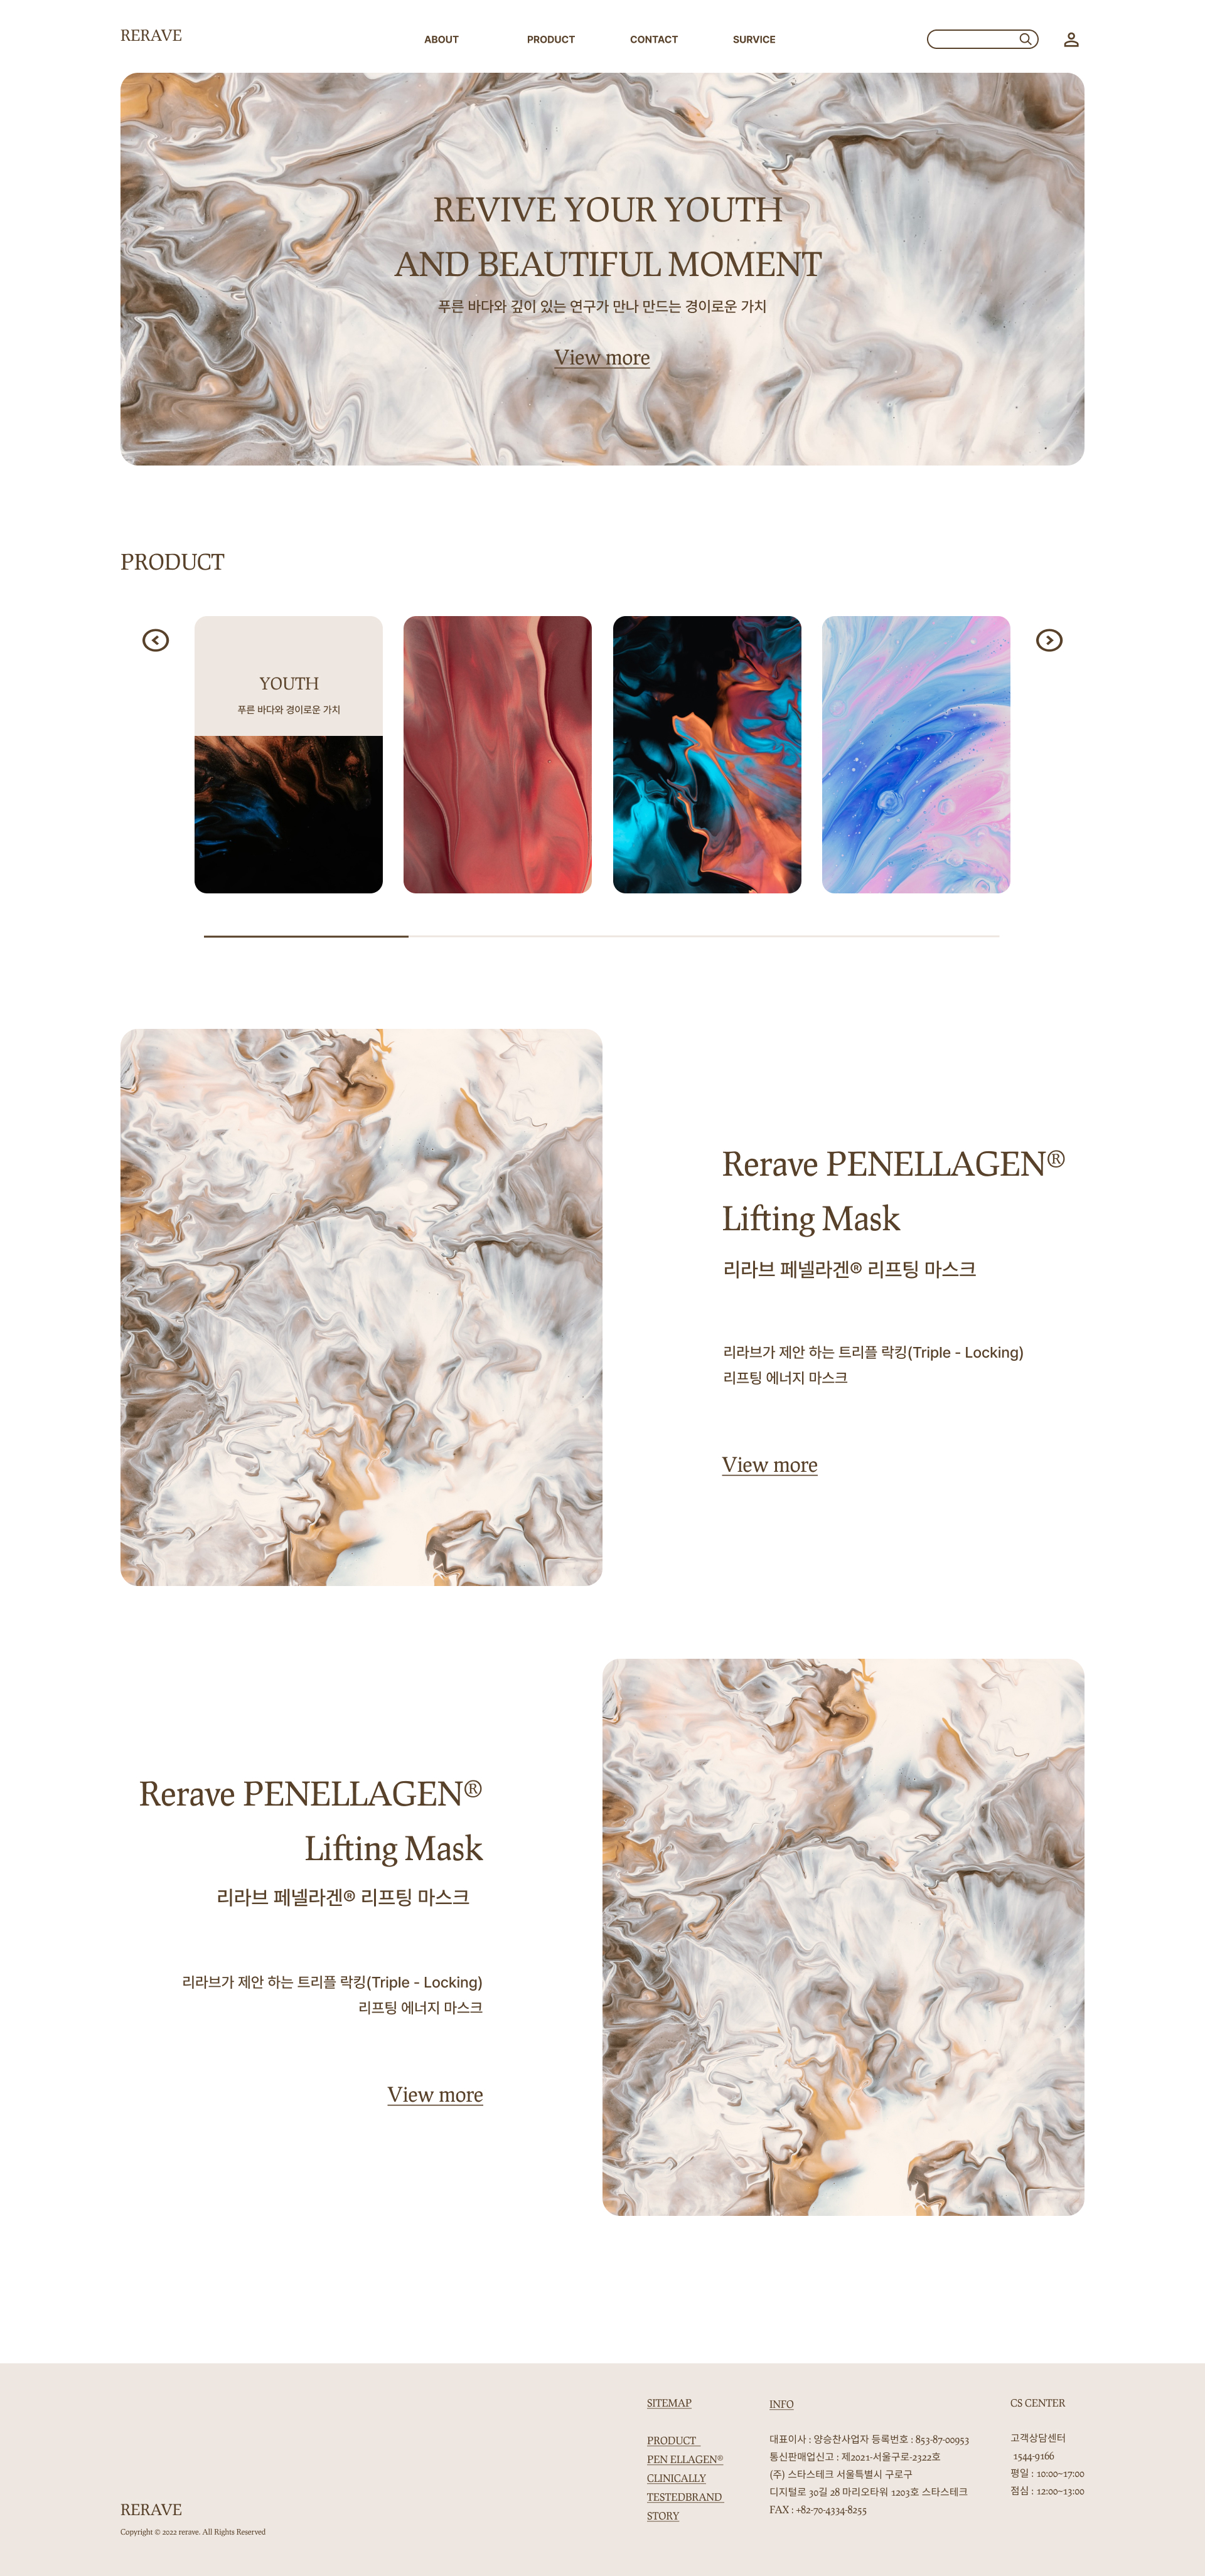 RERAVE
ABOUT
PRODUCT
CONTACT
SURVICE
REVIVE YOUR YOUTH
AND BEAUTIFUL MOMENT
푸른 바다와 깊이 있는 연구가 만나 만드는 경이로운 가치
View more
PRODUCT
YOUTH
푸른 바다와 경이로운 가치
Rerave PENELLAGEN®
Lifting Mask
리라브 페넬라겐® 리프팅 마스크
리라브가 제안 하는 트리플 락킹(Triple - Locking)
리프팅 에너지 마스크
View more
Rerave PENELLAGEN®
Lifting Mask
리라브 페넬라겐® 리프팅 마스크
리라브가 제안 하는 트리플 락킹(Triple - Locking)
리프팅 에너지 마스크
View more
RERAVE
Copyright © 2022 rerave. All Rights Reserved
SITEMAP
PRODUCT
PEN ELLAGEN®
CLINICALLY
TESTEDBRAND
STORY
INFO
대표이사 : 양승찬사업자 등록번호 : 853-87-00953
통신판매업신고 : 제2021-서울구로-2322호
(주) 스타스테크 서울특별시 구로구
디지털로 30길 28 마리오타워 1203호 스타스테크
FAX : +82-70-4334-8255
CS CENTER
고객상담센터
1544-9166
평일 : 10:00~17:00
점심 : 12:00~13:00